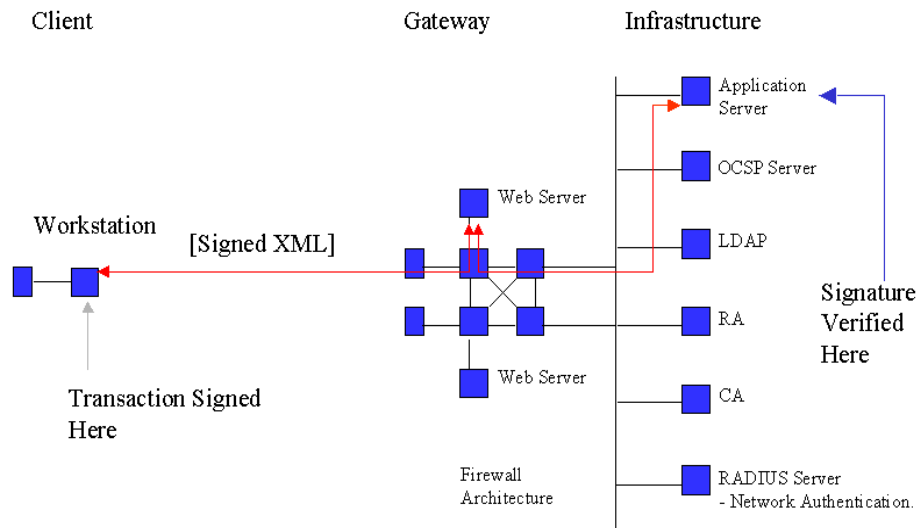 Client
Gateway
Infrastructure
Application
Server
OCSP Server
Web Server
Workstation
[Signed XML]
LDAP
Signature
Verified
Here
RA
Web Server
Transaction Signed
Here
CA
Firewall
Architecture
RADIUS Server
- Network Authentication.